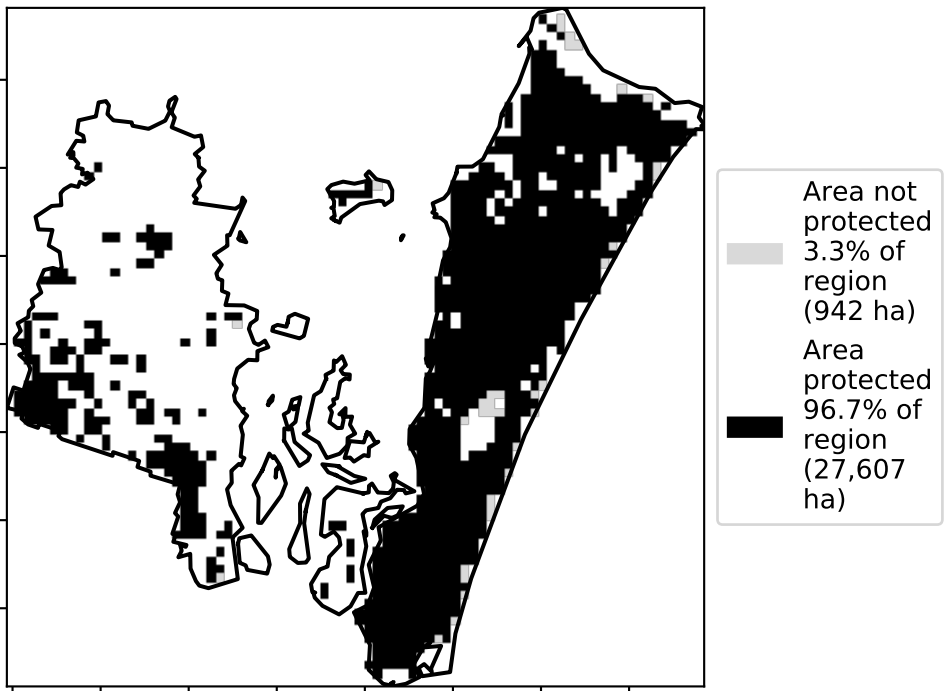 Area not
protected
3.3% of
region
(942 ha)
Area
protected
96.7% of
region
(27,607
ha)